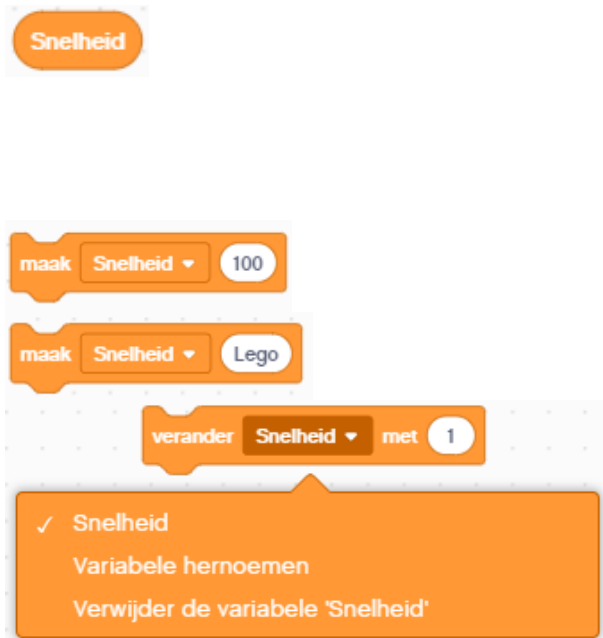 Snelheid
maak Snelheid 100
maak Snelheid Lego
verander Snelheid met 1
✓ Snelheid
Variabele hernoemen
Verwijder de variabele 'Snelheid'